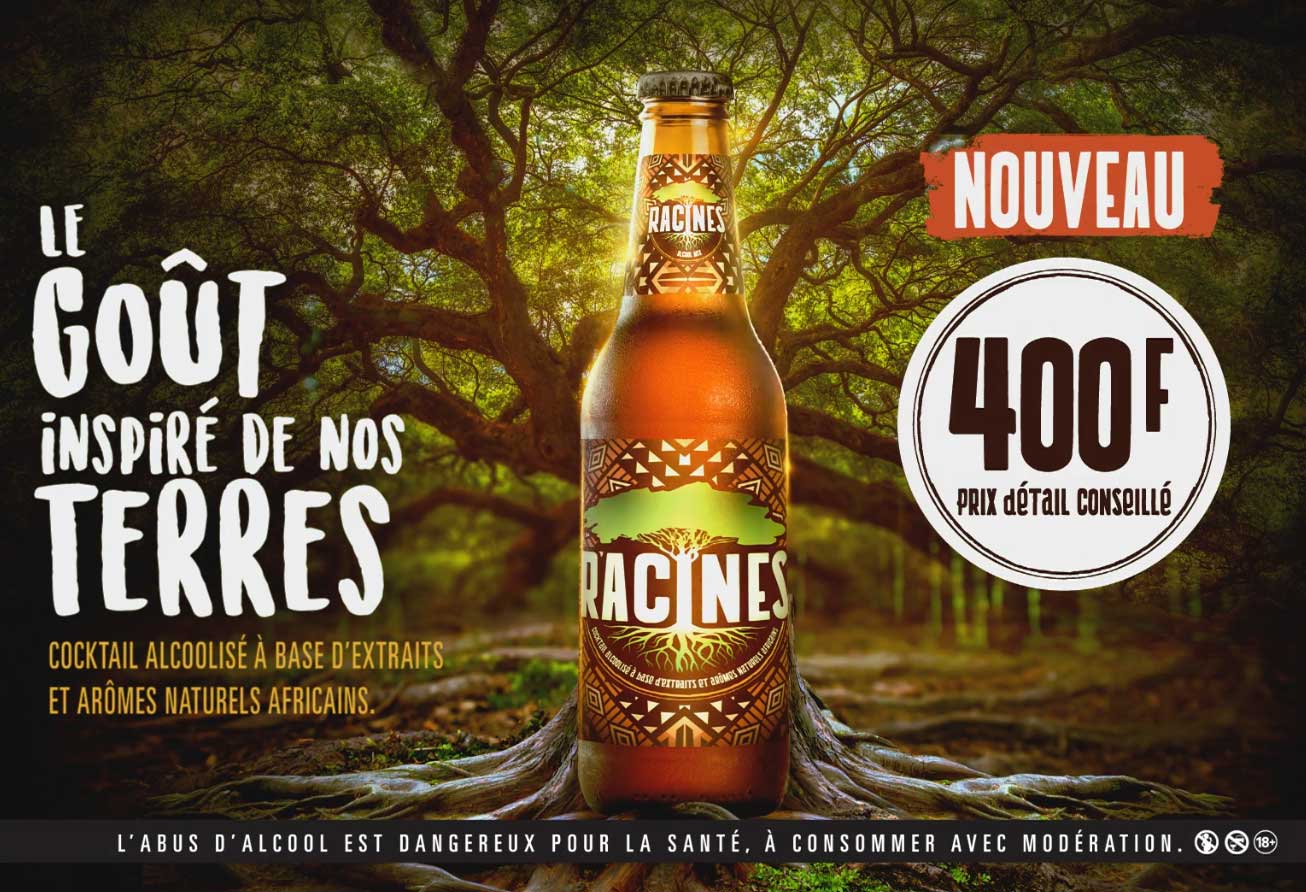 LE
GOÛT
INSPIRÉ DE NOS
TERRES
COCKTAIL ALCOOLISÉ À BASE D'EXTRAITS
ET ARÔMES NATURELS AFRICAINS.
RACINES
ALCOOL MIX
RACINES
COCKTAIL ALCOOLISÉ À BASE D'EXTRAITS ET ARÔMES NATURELS AFRICAINS
NOUVEAU
400F
PRIX DÉTAIL CONSEILLÉ
L'ABUS D'ALCOOL EST DANGEREUX POUR LA SANTÉ, À CONSOMMER AVEC MODÉRATION.
18+